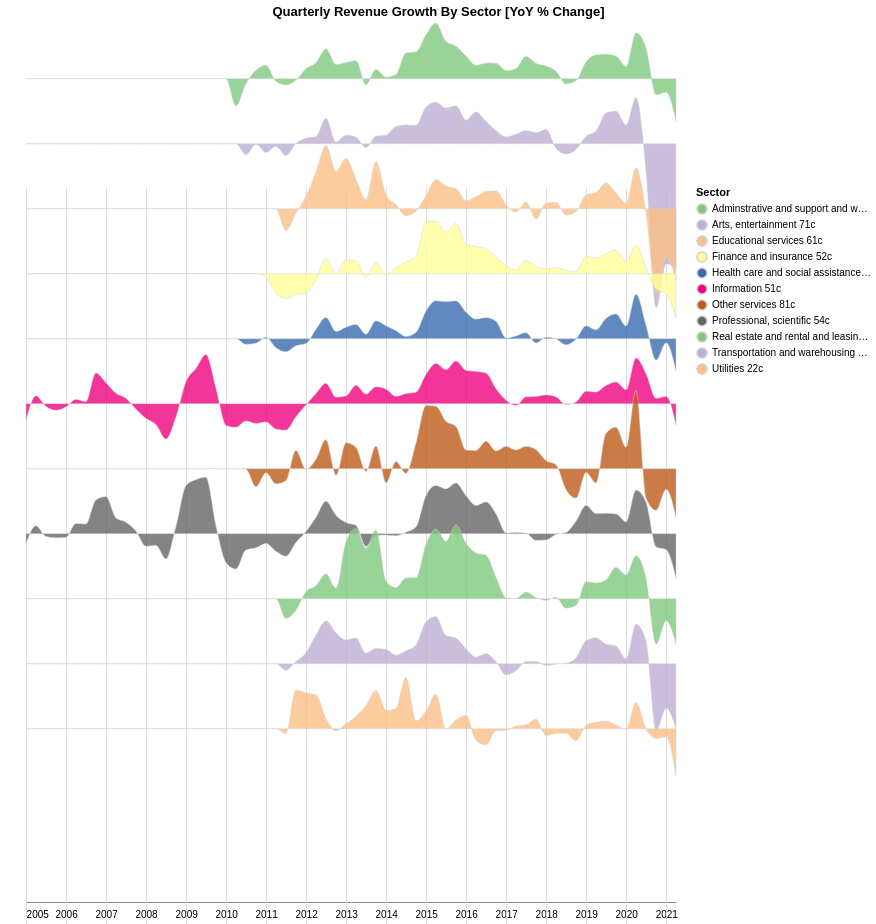 Quarterly Revenue Growth By Sector [YoY % Change]
Sector
Adminstrative and support and w…
Arts, entertainment 71c
Educational services 61c
Finance and insurance 52c
Health care and social assistance…
Information 51c
Other services 81c
Professional, scientific 54c
Real estate and rental and leasin…
Transportation and warehousing …
Utilities 22c
2005 2006 2007 2008 2009 2010 2011 2012 2013 2014 2015 2016 2017 2018 2019 2020 2021